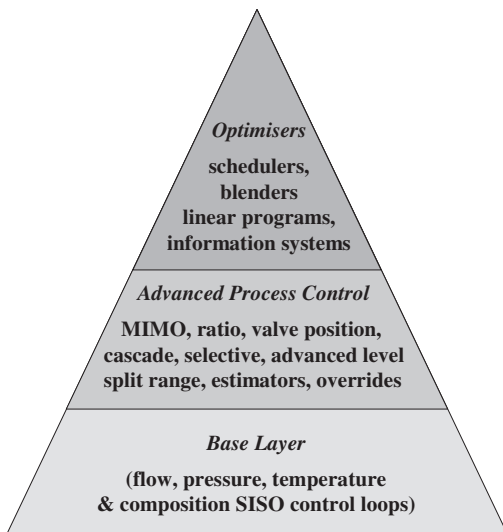 Optimisers
schedulers,
blenders
linear programs,
information systems
Advanced Process Control
MIMO, ratio, valve position,
cascade, selective, advanced level
split range, estimators, overrides
Base Layer
(flow, pressure, temperature
& composition SISO control loops)